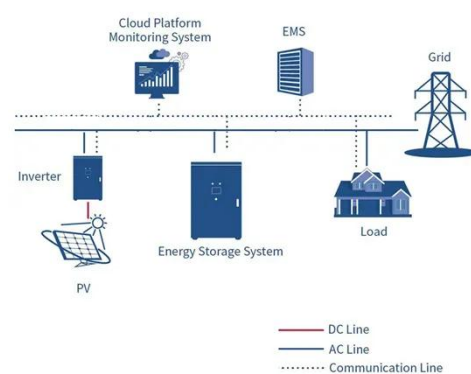 Cloud Platform
Monitoring System
EMS
Grid
Inverter
Energy Storage System
Load
PV
DC Line
AC Line
Communication Line